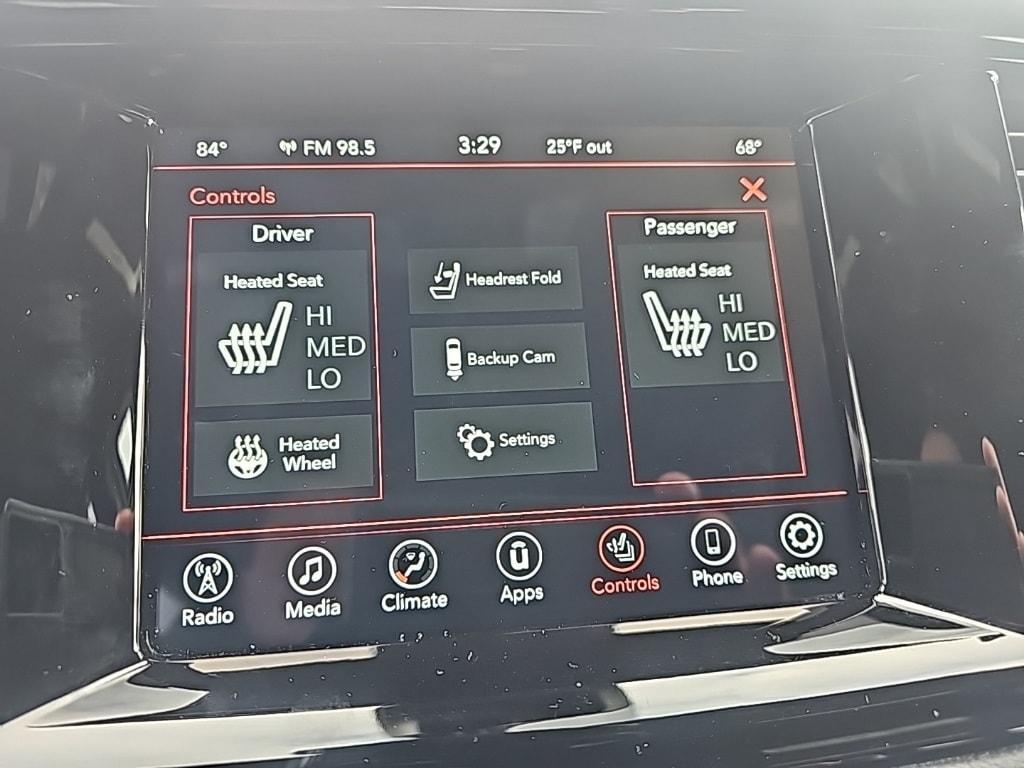 84° FM 98.5 3:29 25°F out 68°
Controls
Driver
Heated Seat
HI
MED
LO
Heated
Wheel
Headrest Fold
Backup Cam
Settings
Passenger
Heated Seat
HI
MED
LO
Radio Media Climate Apps Controls Phone Settings